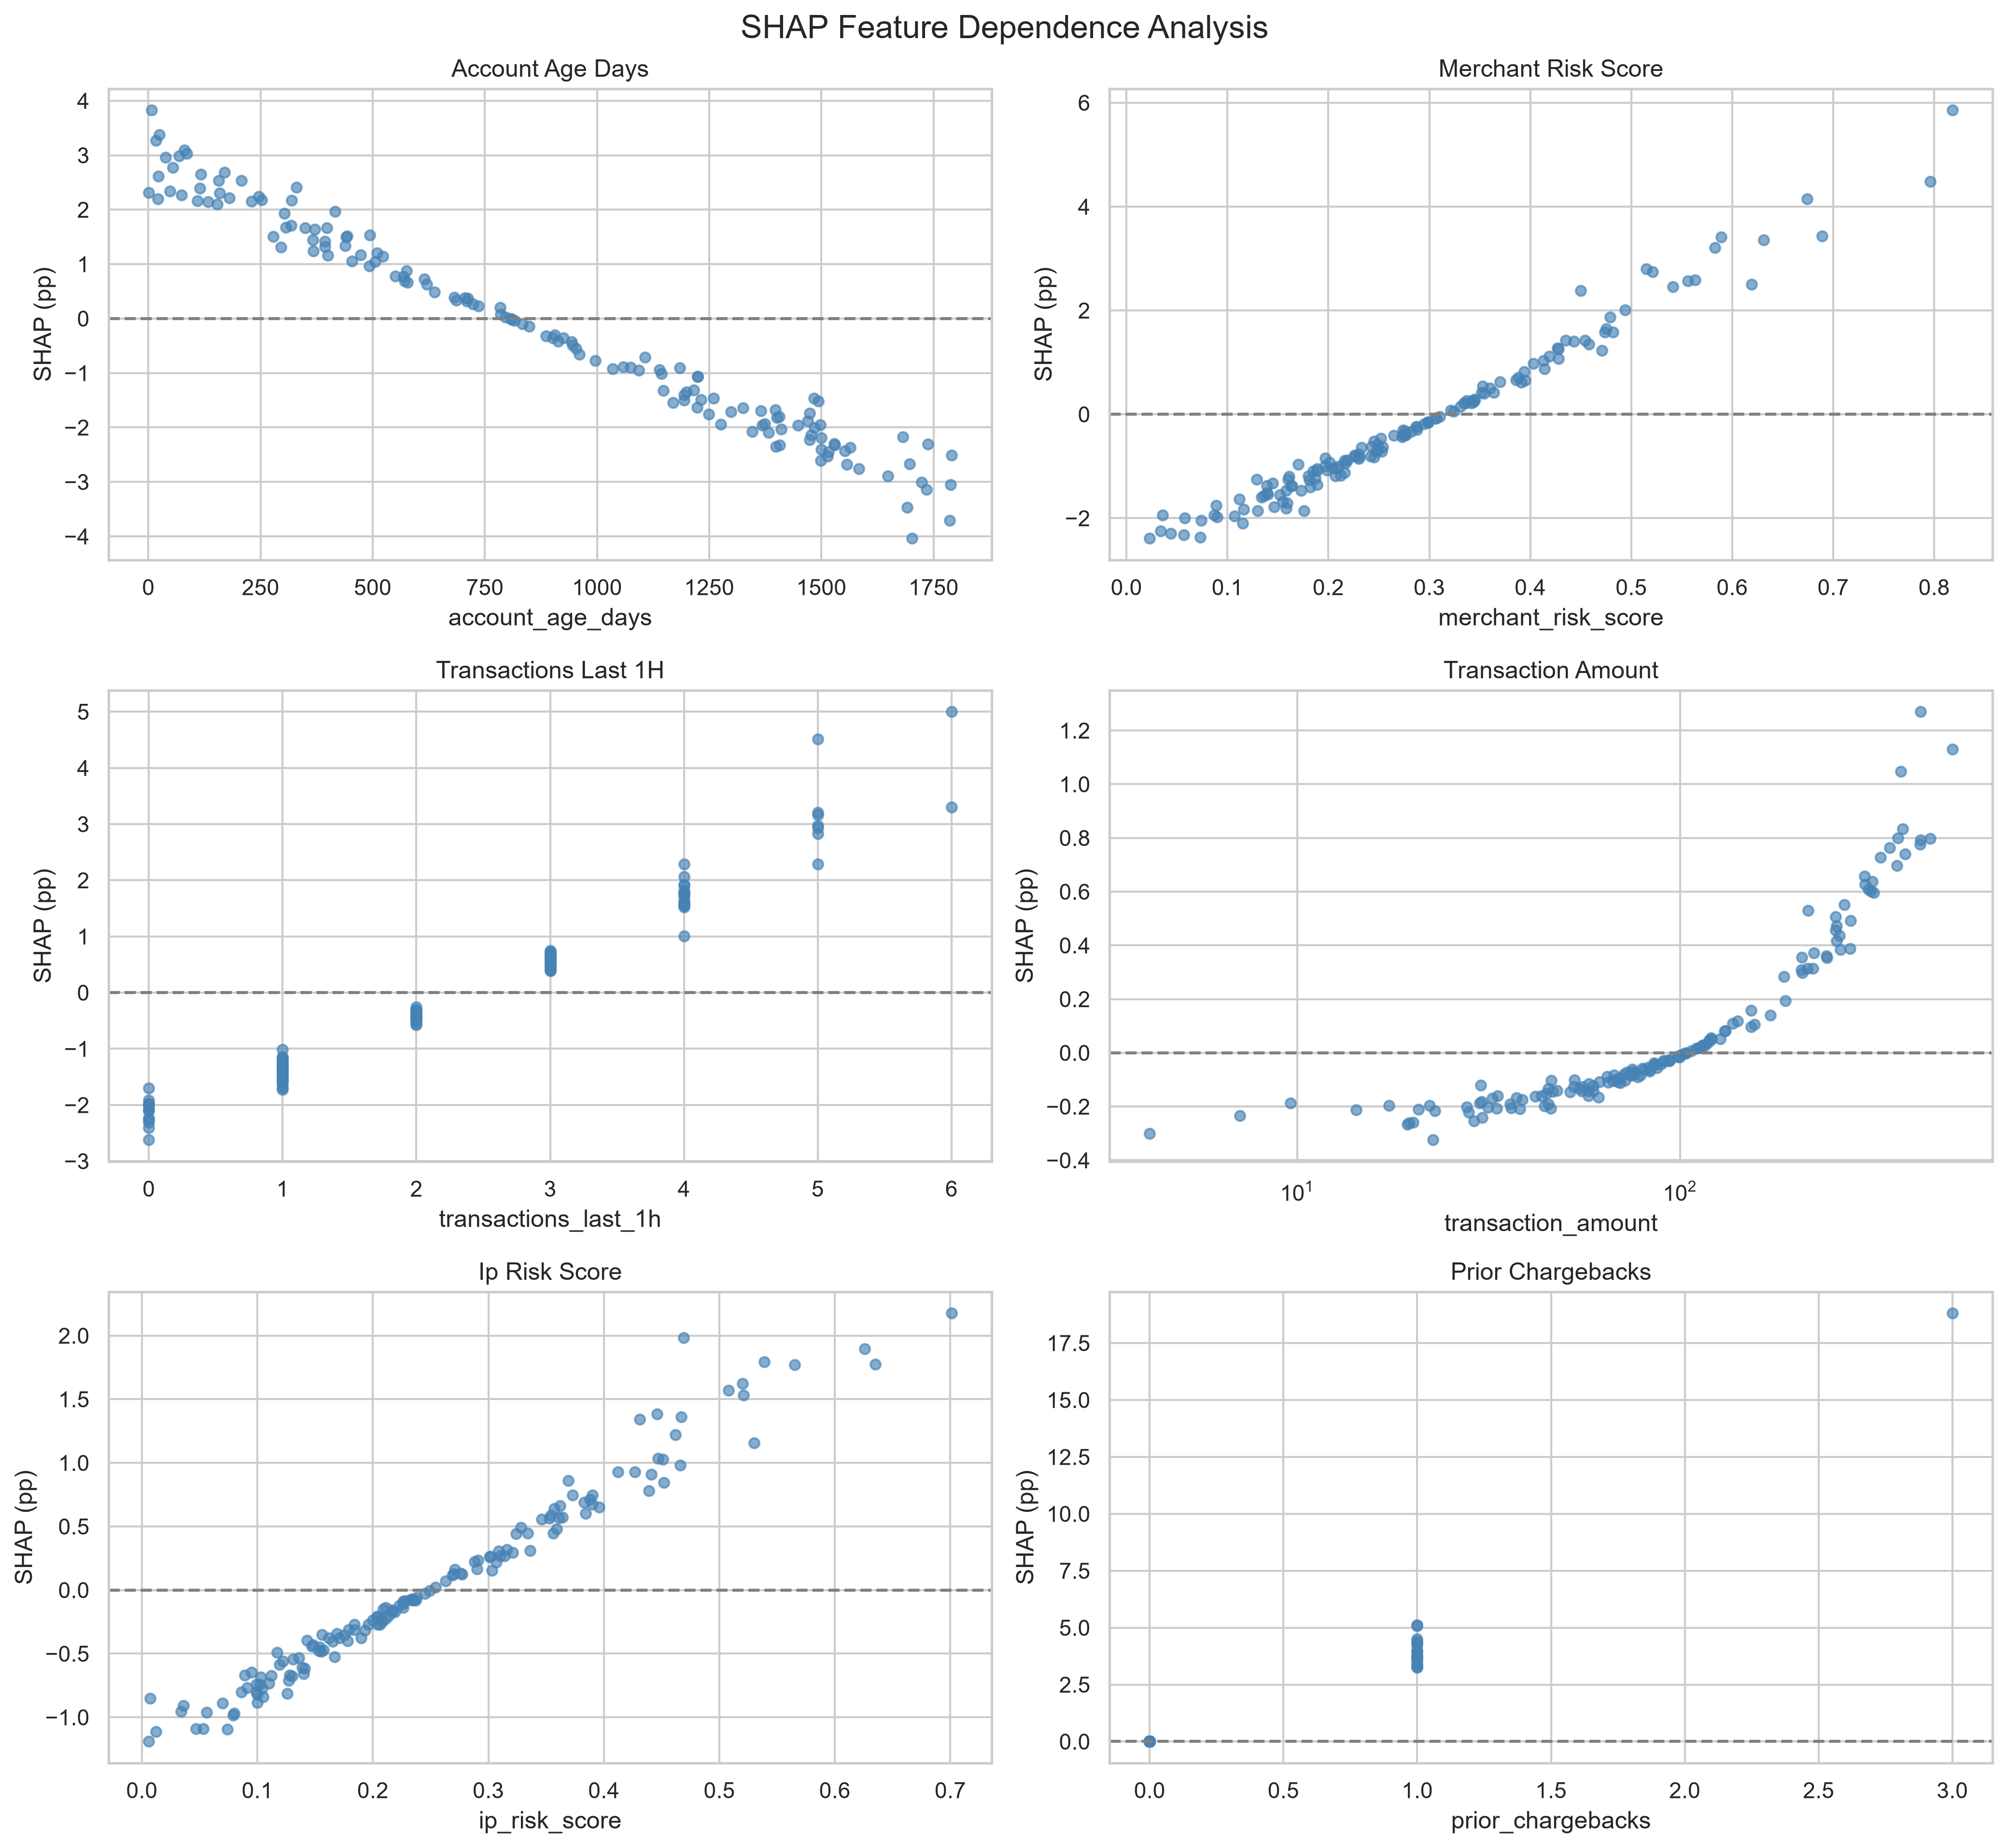 SHAP Feature Dependence Analysis
Account Age Days
SHAP (pp)
4
3
2
1
0
−1
−2
−3
−4
0 250 500 750 1000 1250 1500 1750
account_age_days
Merchant Risk Score
SHAP (pp)
6
4
2
0
−2
0.0 0.1 0.2 0.3 0.4 0.5 0.6 0.7 0.8
merchant_risk_score
Transactions Last 1H
SHAP (pp)
5
4
3
2
1
0
−1
−2
−3
0 1 2 3 4 5 6
transactions_last_1h
Transaction Amount
SHAP (pp)
1.2
1.0
0.8
0.6
0.4
0.2
0.0
−0.2
−0.4
10¹ 10²
transaction_amount
Ip Risk Score
SHAP (pp)
2.0
1.5
1.0
0.5
0.0
−0.5
−1.0
0.0 0.1 0.2 0.3 0.4 0.5 0.6 0.7
ip_risk_score
Prior Chargebacks
SHAP (pp)
17.5
15.0
12.5
10.0
7.5
5.0
2.5
0.0
0.0 0.5 1.0 1.5 2.0 2.5 3.0
prior_chargebacks